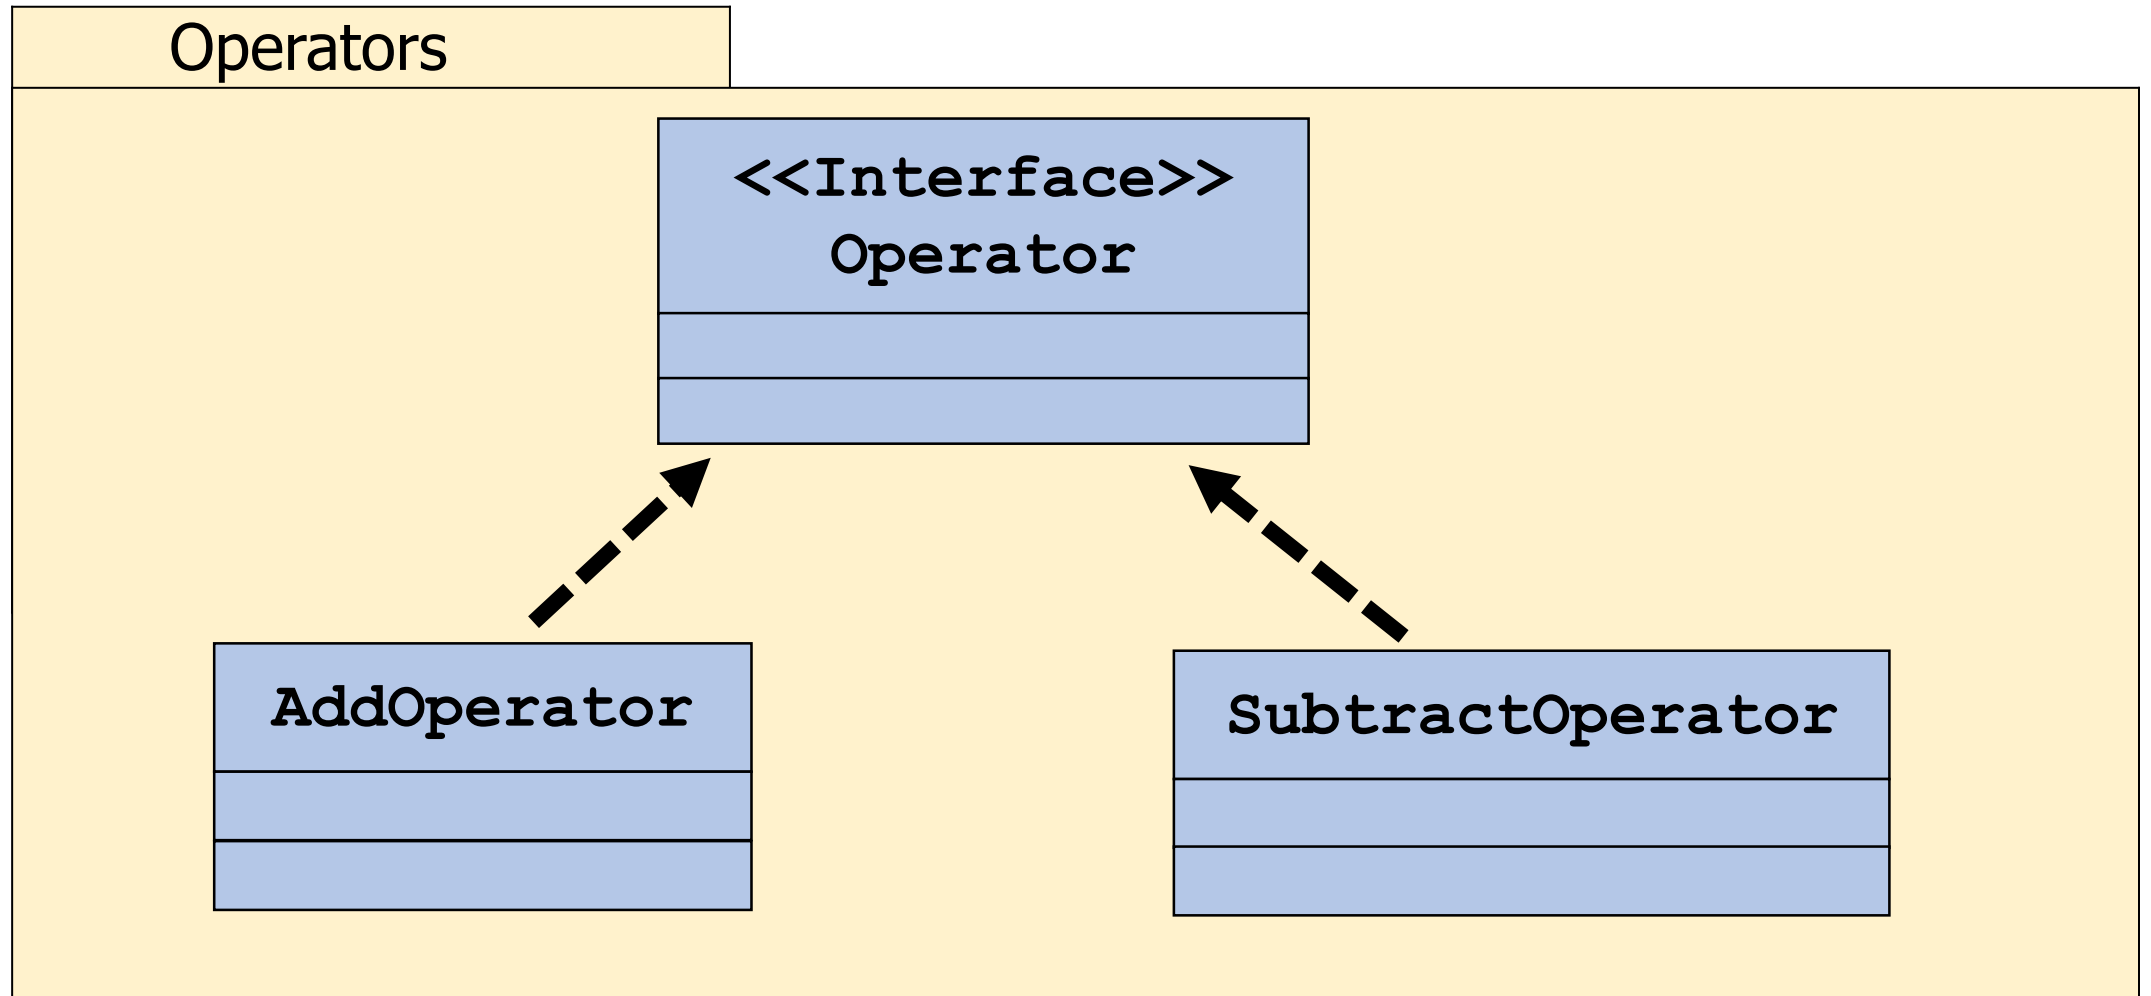 Operators
<<Interface>>
Operator
AddOperator
SubtractOperator